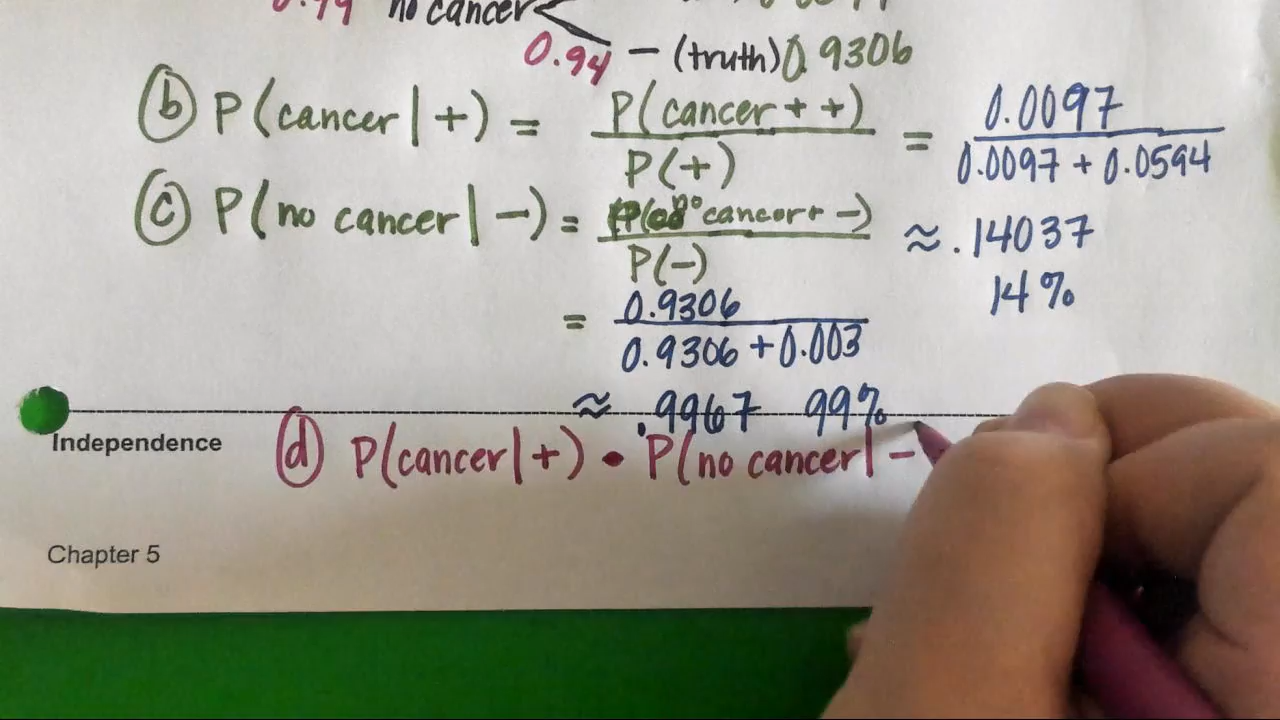 no cancer
0.94 - (truth) 0.9306
(b) P(cancer | +) = P(cancer + +) / P(+) = 0.0097 / 0.0097 + 0.0594
≈ .14037
14%
(c) P(no cancer | -) = no cancer + -) / P(-)
= 0.9306 / 0.9306 + 0.003
≈ .9967 99%
Independence
(d) P(cancer | +) • P(no cancer | -
Chapter 5